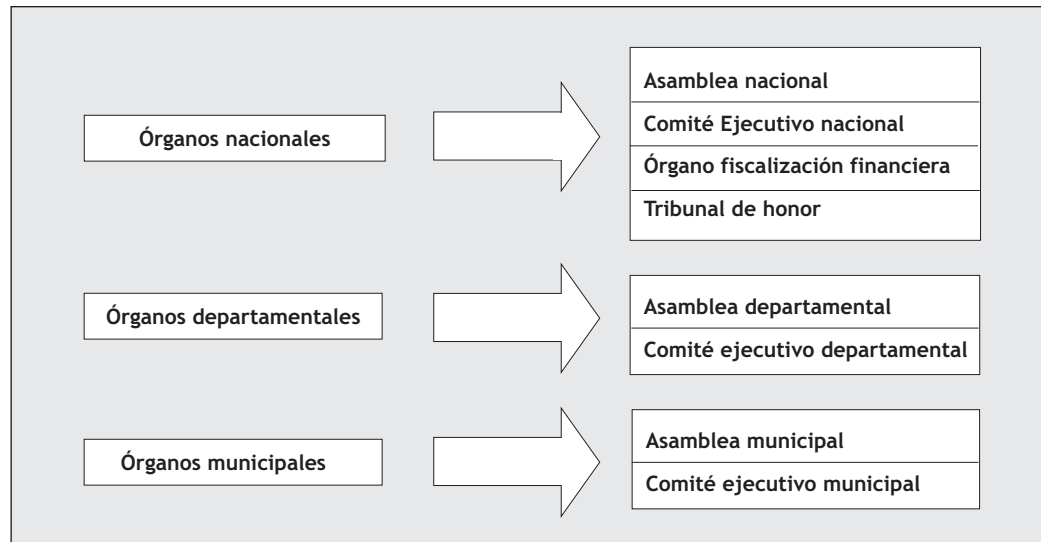 Órganos nacionales
Asamblea nacional
Comité Ejecutivo nacional
Órgano fiscalización financiera
Tribunal de honor
Órganos departamentales
Asamblea departamental
Comité ejecutivo departamental
Órganos municipales
Asamblea municipal
Comité ejecutivo municipal